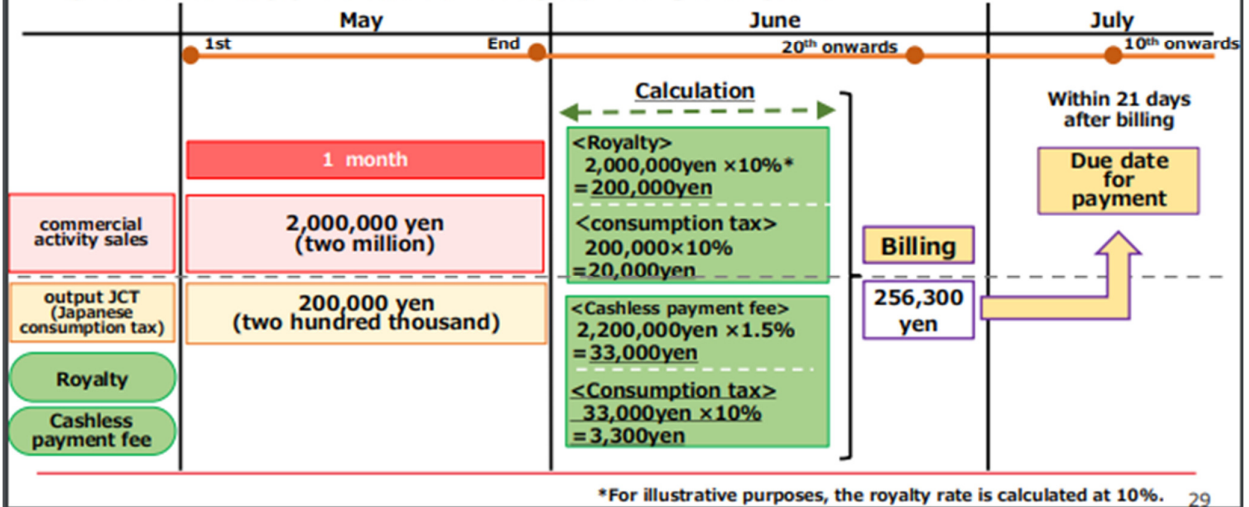 May
June
July
1st
End
20th onwards
10th onwards
Calculation
Within 21 days
after billing
1 month
<Royalty>
2,000,000yen ×10%*
=200,000yen
Due date
for
payment
commercial
activity sales
2,000,000 yen
(two million)
<consumption tax>
200,000×10%
=20,000yen
Billing
output JCT
(Japanese
consumption tax)
200,000 yen
(two hundred thousand)
<Cashless payment fee>
2,200,000yen ×1.5%
=33,000yen
256,300
yen
Royalty
<Consumption tax>
33,000yen ×10%
=3,300yen
Cashless
payment fee
*For illustrative purposes, the royalty rate is calculated at 10%.
29